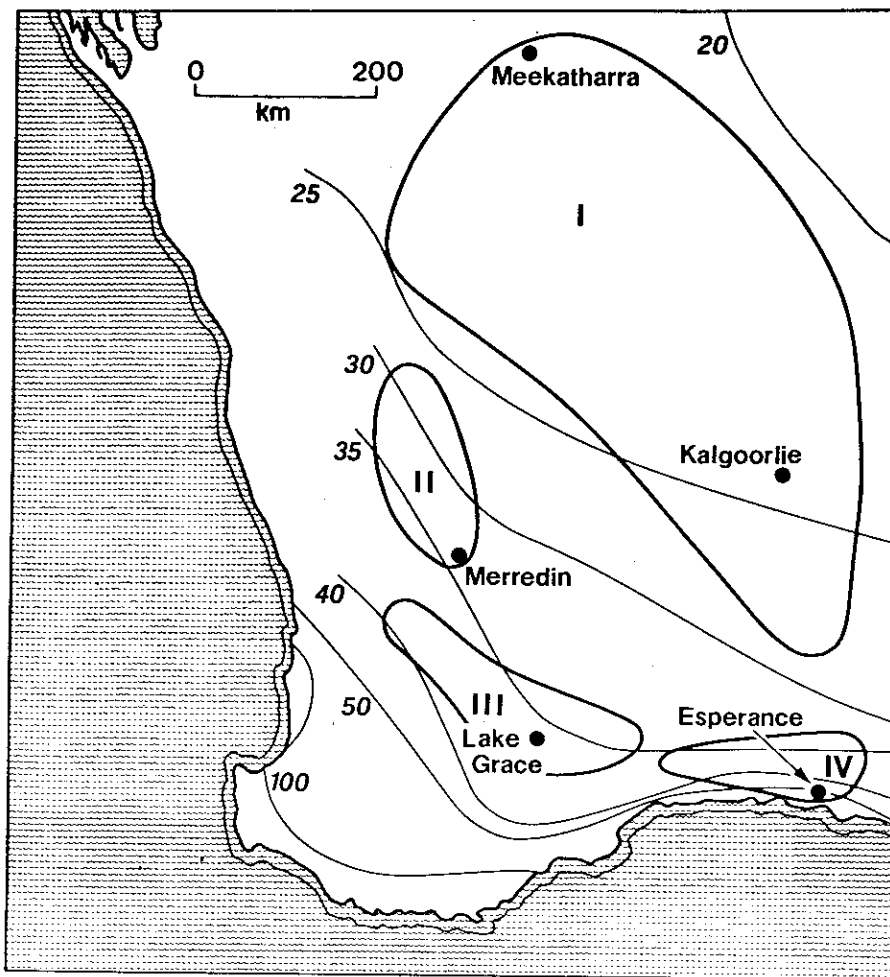 20
0 200
km
Meekatharra
25
I
30
35
II
Kalgoorlie
Merredin
40
50
III
Lake
Grace
Esperance
IV
100